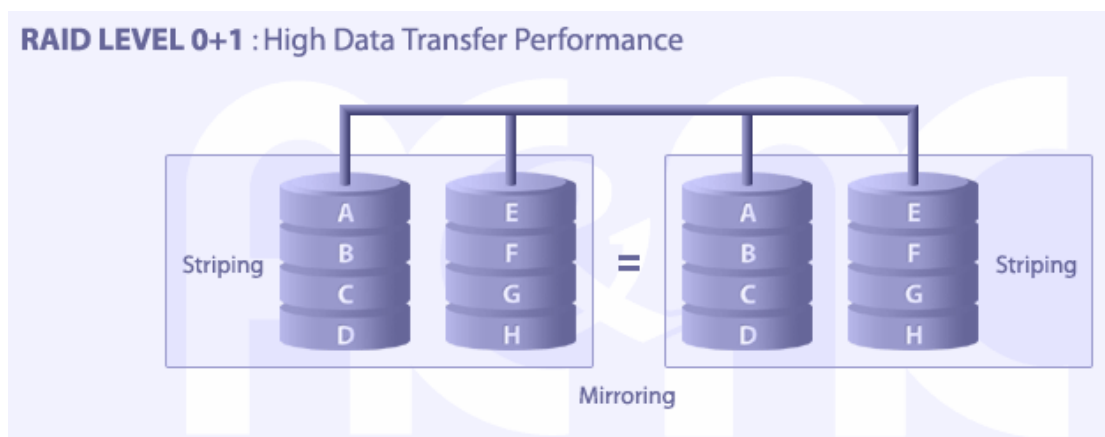 RAID LEVEL 0+1 : High Data Transfer Performance
A E A E
Striping B F = B F Striping
C G C G
D H D H
Mirroring